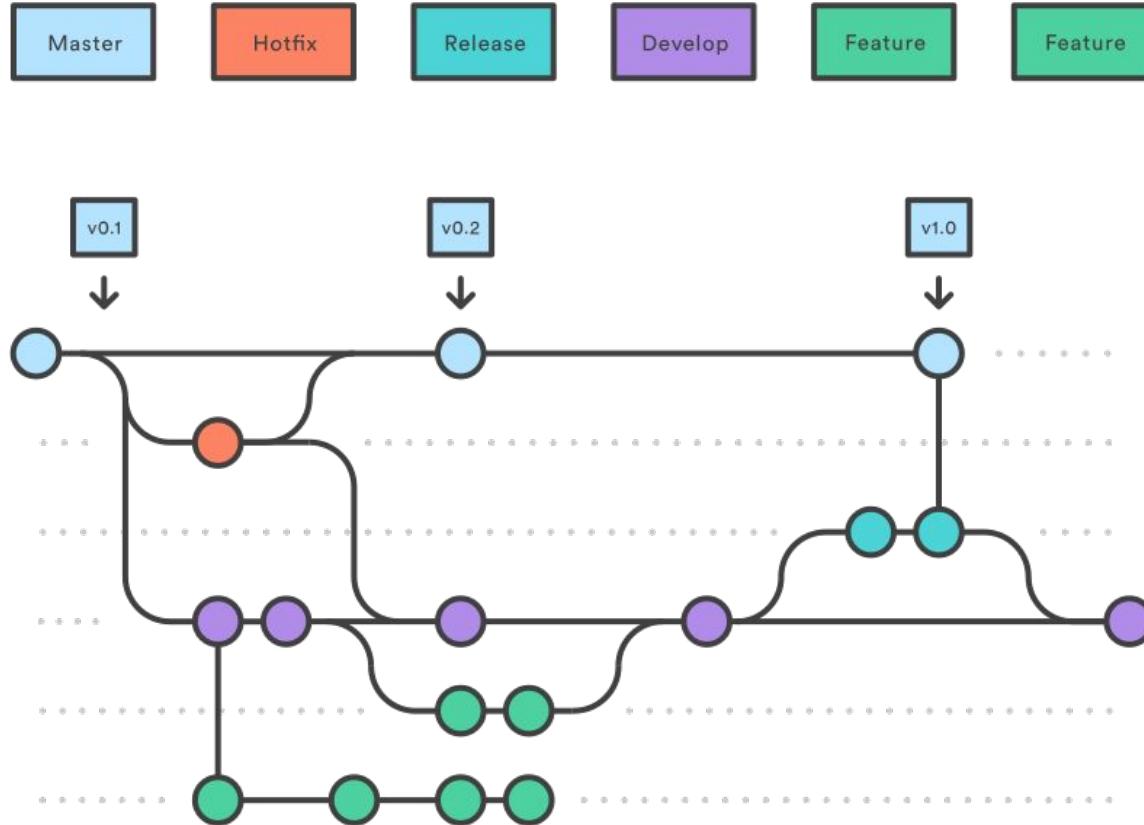 Master
Hotfix
Release
Develop
Feature
Feature
v0.1
v0.2
v1.0